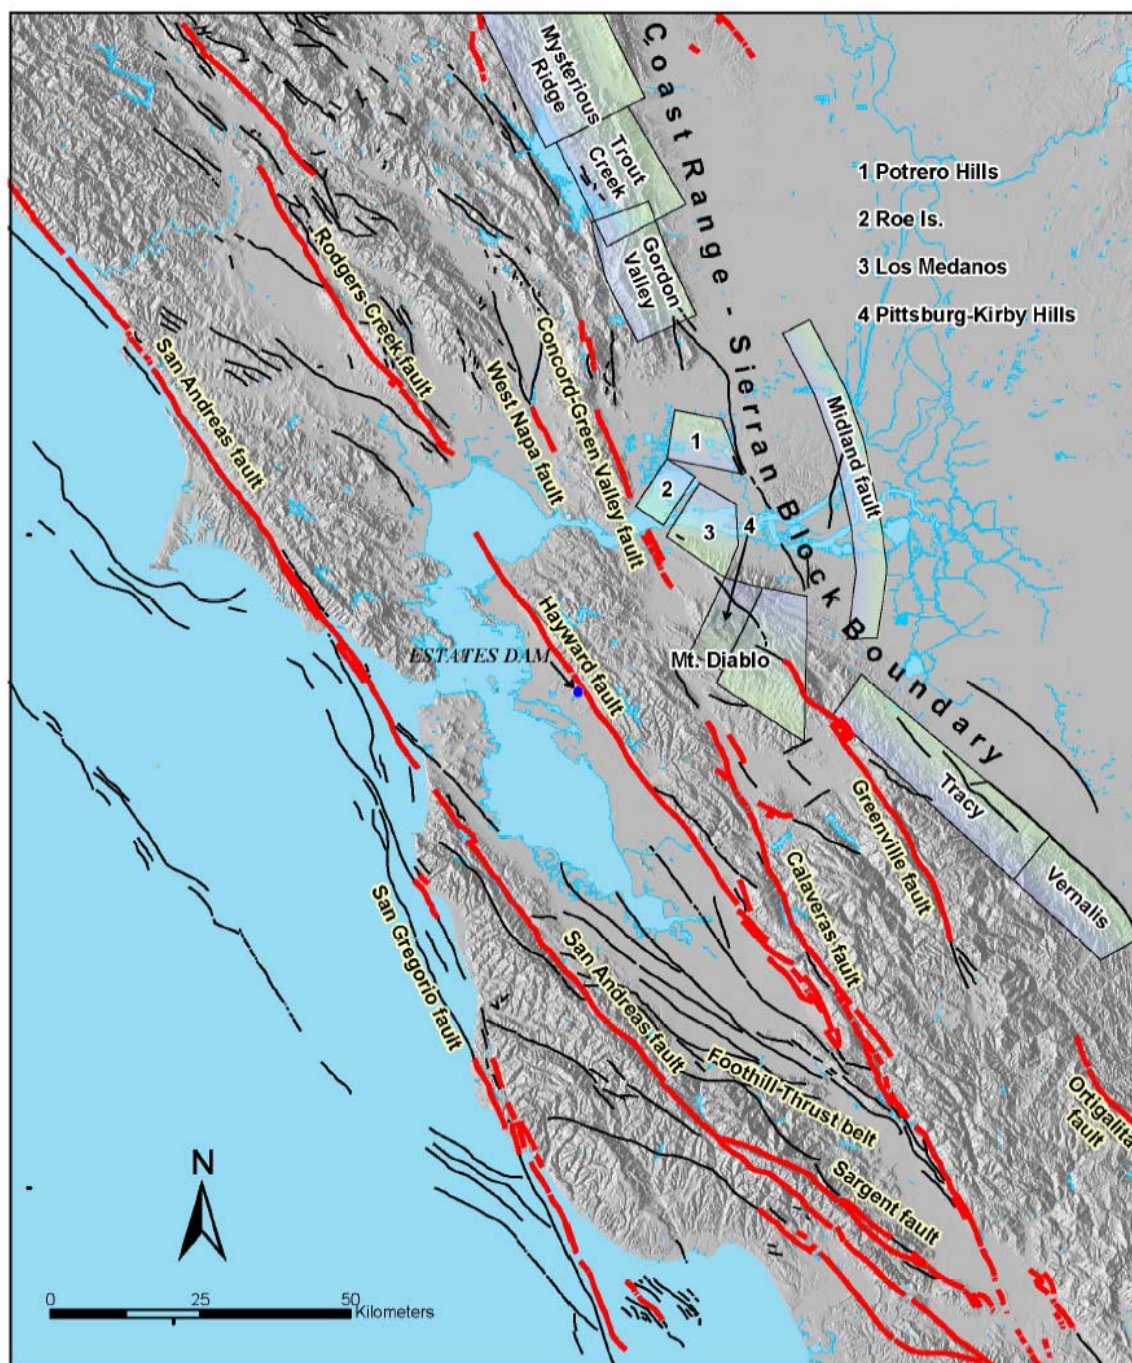 Mysterious
Ridge
Trout
Creek
Gordon
Valley
Coast Range - Sierran Block Boundary
1 Potrero Hills
2 Roe Is.
3 Los Medanos
4 Pittsburg-Kirby Hills
Rodgers-Creek fault
San Andreas fault
West Napa fault
Concord-Green Valley fault
Midland fault
1
2
3
4
Hayward fault
ESTATES DAM
Mt. Diablo
Tracy
Vernalis
Greenville fault
Calaveras fault
San Gregorio fault
San Andreas fault
Foothill-Thrust belt
Sargent fault
Ortigalita
fault
N
0 25 50
Kilometers